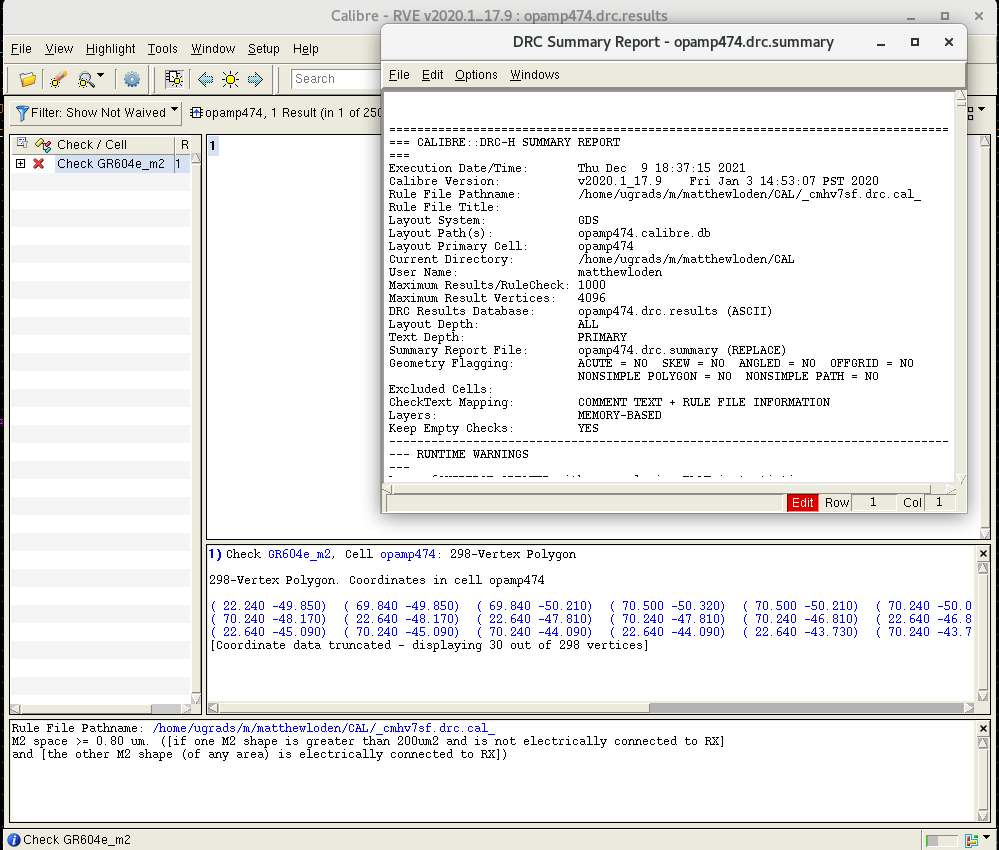 Calibre - RVE v2020.1_17.9 : opamp474.drc.results
File View Highlight Tools Window Setup Help
Search
Filter: Show Not Waived
opamp474, 1 Result (in 1 of 250
Check / Cell R
Check GR604e_m2 1
1
DRC Summary Report - opamp474.drc.summary
File Edit Options Windows
==================================================================================
=== CALIBRE::DRC-H SUMMARY REPORT
===
Execution Date/Time: Thu Dec  9 18:37:15 2021
Calibre Version: v2020.1_17.9    Fri Jan 3 14:53:07 PST 2020
Rule File Pathname: /home/ugrads/m/matthewloden/CAL/_cmhv7sf.drc.cal_
Rule File Title:
Layout System: GDS
Layout Path(s): opamp474.calibre.db
Layout Primary Cell: opamp474
Current Directory: /home/ugrads/m/matthewloden/CAL
User Name: matthewloden
Maximum Results/RuleCheck: 1000
Maximum Result Vertices: 4096
DRC Results Database: opamp474.drc.results (ASCII)
Layout Depth: ALL
Text Depth: PRIMARY
Summary Report File: opamp474.drc.summary (REPLACE)
Geometry Flagging: ACUTE = NO  SKEW = NO  ANGLED = NO  OFFGRID = NO
NONSIMPLE POLYGON = NO  NONSIMPLE PATH = NO
Excluded Cells:
CheckText Mapping: COMMENT TEXT + RULE FILE INFORMATION
Layers: MEMORY-BASED
Keep Empty Checks: YES
----------------------------------------------------------------------------------
--- RUNTIME WARNINGS
---
Edit Row 1 Col 1
1) Check GR604e_m2, Cell opamp474: 298-Vertex Polygon
298-Vertex Polygon. Coordinates in cell opamp474
( 22.240 -49.850) ( 69.840 -49.850) ( 69.840 -50.210) ( 70.500 -50.320) ( 70.500 -50.210) ( 70.240 -50.0
( 70.240 -48.170) ( 22.640 -48.170) ( 22.640 -47.810) ( 70.240 -47.810) ( 70.240 -46.810) ( 22.640 -46.8
( 22.640 -45.090) ( 70.240 -45.090) ( 70.240 -44.090) ( 22.640 -44.090) ( 22.640 -43.730) ( 70.240 -43.7
[Coordinate data truncated - displaying 30 out of 298 vertices]
Rule File Pathname: /home/ugrads/m/matthewloden/CAL/_cmhv7sf.drc.cal_
M2 space >= 0.80 um. ([if one M2 shape is greater than 200um2 and is not electrically connected to RX]
and [the other M2 shape (of any area) is electrically connected to RX])
Check GR604e_m2